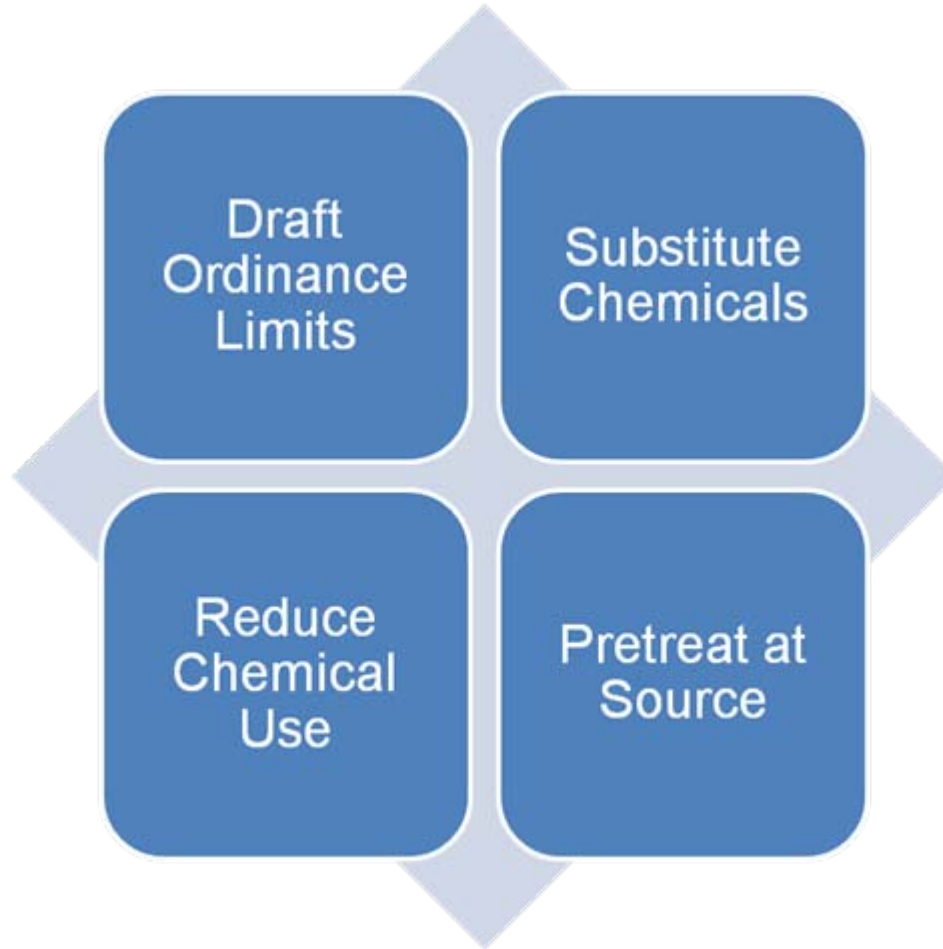 Draft
Ordinance
Limits
Substitute
Chemicals
Reduce
Chemical
Use
Pretreat at
Source